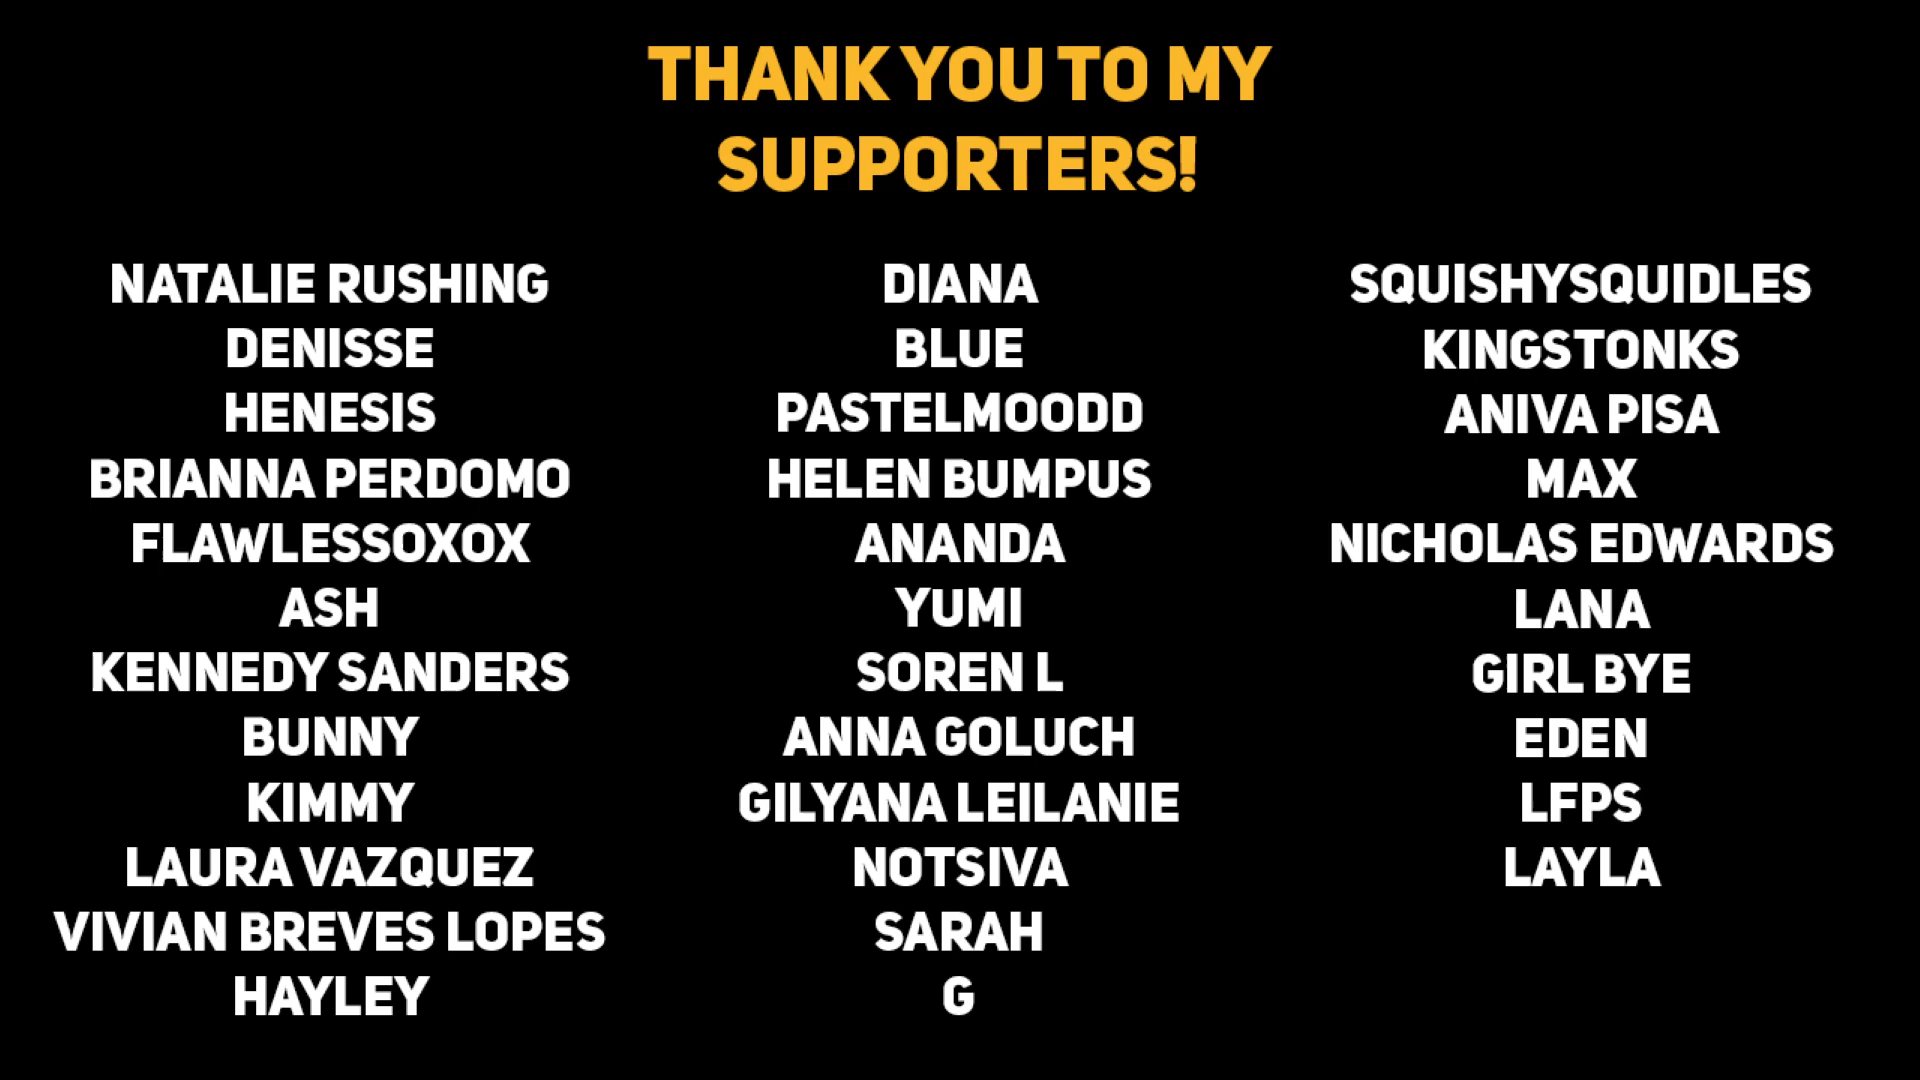 THANK YOU TO MY
SUPPORTERS!
NATALIE RUSHING
DENISSE
HENESIS
BRIANNA PERDOMO
FLAWLESSOXOX
ASH
KENNEDY SANDERS
BUNNY
KIMMY
LAURA VAZQUEZ
VIVIAN BREVES LOPES
HAYLEY
DIANA
BLUE
PASTELMOODD
HELEN BUMPUS
ANANDA
YUMI
SOREN L
ANNA GOLUCH
GILYANA LEILANIE
NOTSIVA
SARAH
G
SQUISHYSQUIDLES
KINGSTONKS
ANIVA PISA
MAX
NICHOLAS EDWARDS
LANA
GIRL BYE
EDEN
LFPS
LAYLA